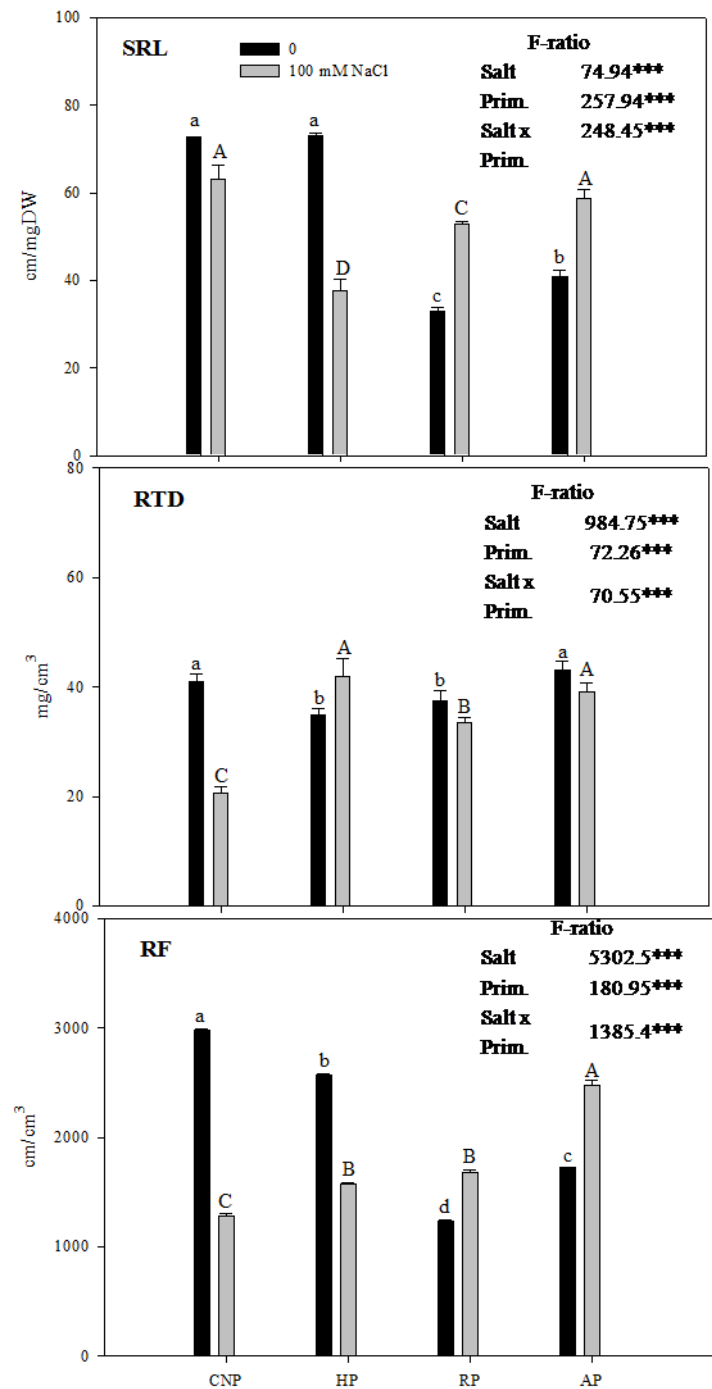 SRL
0
100 mM NaCl
F-ratio
Salt 74.94***
Prim. 257.94***
Salt x 248.45***
Prim.
100
80
60
40
20
0
cm/mgDW
a
A
a
D
c
C
b
A
RTD
F-ratio
Salt 984.75***
Prim. 72.26***
Salt x
70.55***
Prim.
80
60
40
20
0
mg/cm³
a
C
b
A
b
B
a
A
RF
F-ratio
Salt 5302.5***
Prim. 180.95***
Salt x
1385.4***
Prim.
4000
3000
2000
1000
0
cm/cm³
a
C
b
B
d
B
c
A
CNP HP RP AP